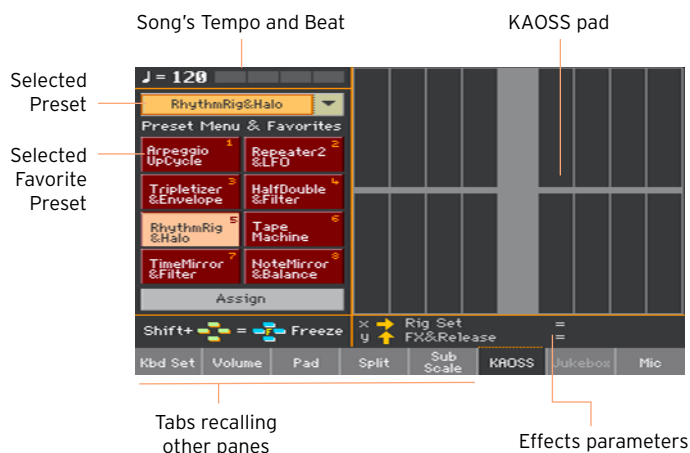 Song's Tempo and Beat
KAOSS pad
Selected
Preset
Selected
Favorite
Preset
♩ = 120
RhythmRig&Halo
Preset Menu & Favorites
Arpeggio 1
UpCycle
Repeater2 2
&LFO
Tripletizer 3
&Envelope
HalfDouble 4
&Filter
RhythmRig 5
&Halo
Tape 6
Machine
TimeMirror 7
&Filter
NoteMirror 8
&Balance
Assign
Shift+ = F Freeze
x Rig Set =
y FX&Release =
Kbd Set
Volume
Pad
Split
Sub
Scale
KAOSS
Jukebox
Mic
Tabs recalling
other panes
Effects parameters